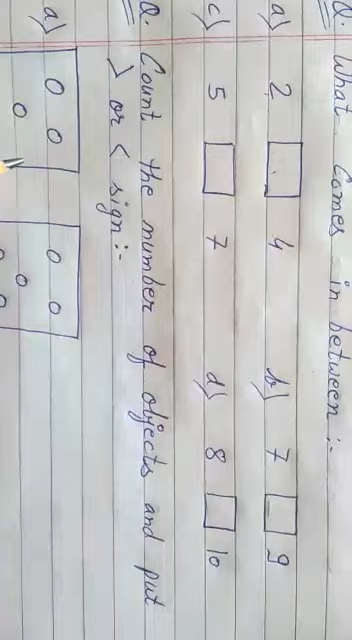 Q. What Comes in between :-
a) 2 4 b) 7 9
c) 5 7 d) 8 10
Q. Count the number of objects and put
> or < sign :-
a)